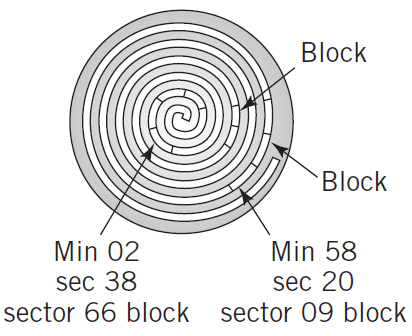 Block
Block
Min 02
sec 38
sector 66 block
Min 58
sec 20
sector 09 block